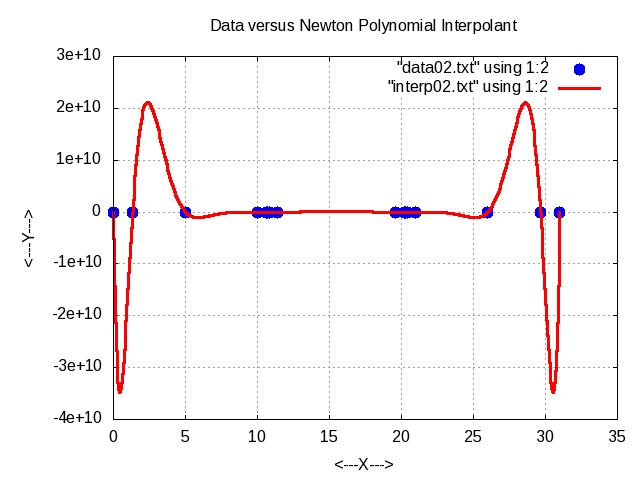 Data versus Newton Polynomial Interpolant
"data02.txt" using 1:2
"interp02.txt" using 1:2
3e+10
2e+10
1e+10
0
-1e+10
-2e+10
-3e+10
-4e+10
<---Y--->
0 5 10 15 20 25 30 35
<---X--->